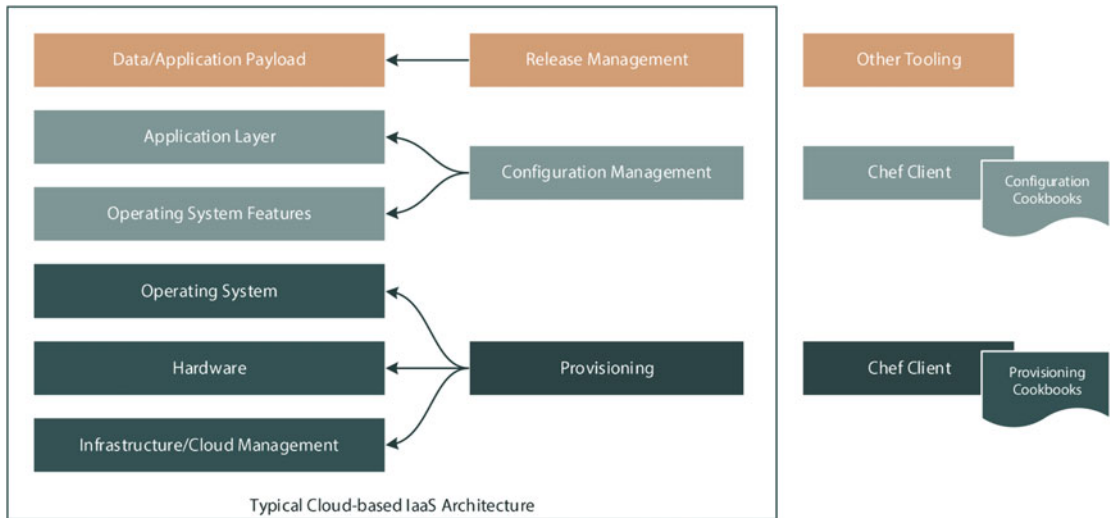 Data/Application Payload
Release Management
Other Tooling
Application Layer
Configuration Management
Chef Client
Configuration
Cookbooks
Operating System Features
Operating System
Hardware
Provisioning
Chef Client
Provisioning
Cookbooks
Infrastructure/Cloud Management
Typical Cloud-based IaaS Architecture